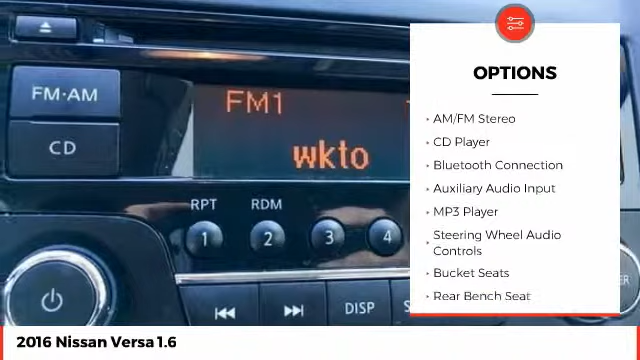 FM·AM
CD
FM1
wkto
RPT
RDM
1
2
3
4
DISP
OPTIONS
AM/FM Stereo
CD Player
Bluetooth Connection
Auxiliary Audio Input
MP3 Player
Steering Wheel Audio
Controls
Bucket Seats
Rear Bench Seat
2016 Nissan Versa 1.6